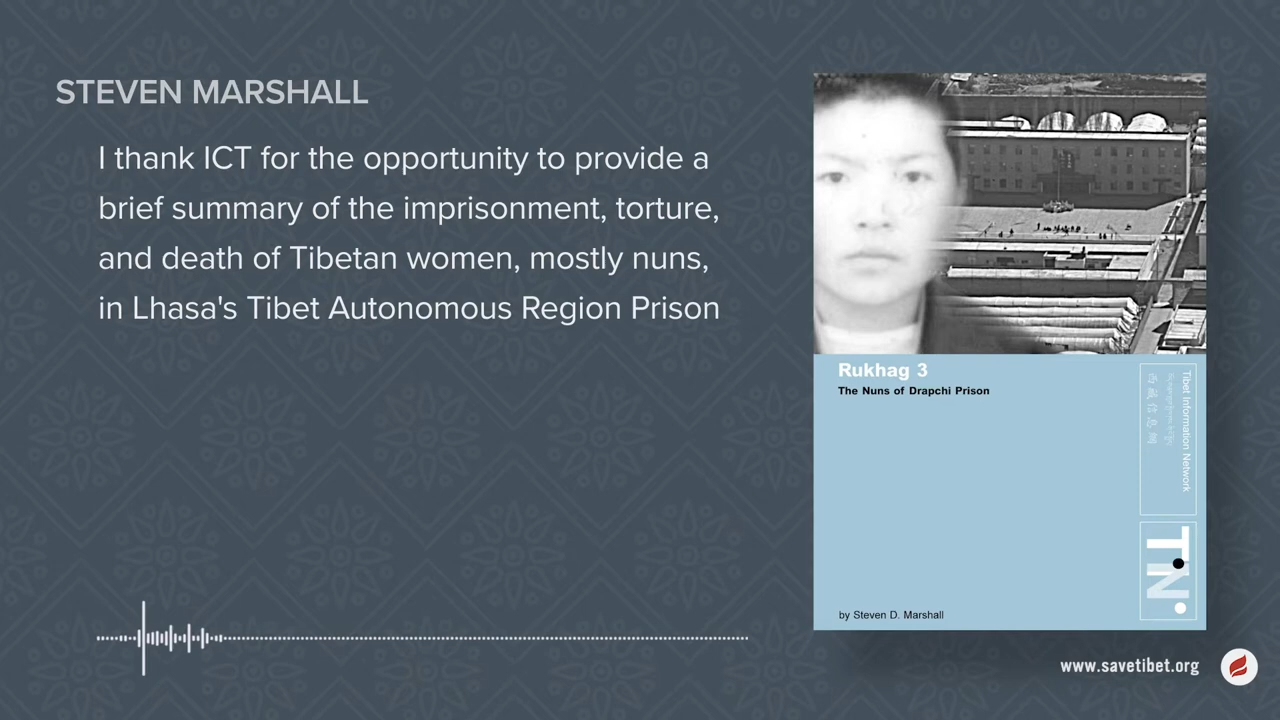 STEVEN MARSHALL
I thank ICT for the opportunity to provide a
brief summary of the imprisonment, torture,
and death of Tibetan women, mostly nuns,
in Lhasa's Tibet Autonomous Region Prison
Rukhag 3
The Nuns of Drapchi Prison
Tibet Information Network
TIN
by Steven D. Marshall
www.savetibet.org